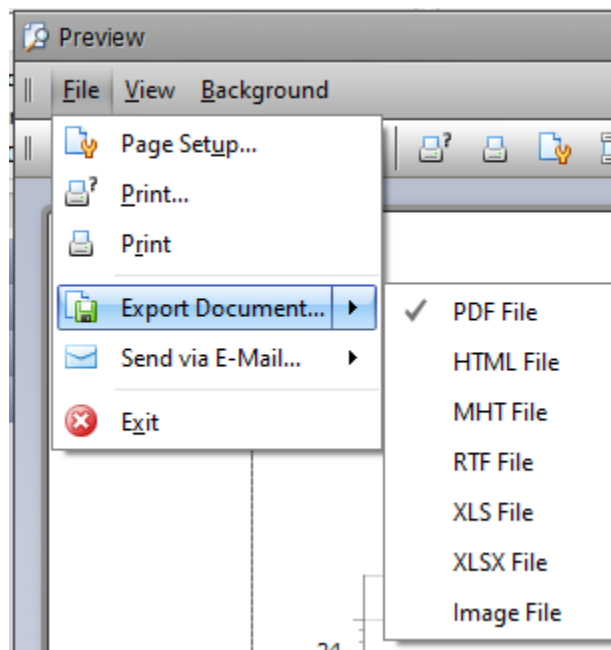 Preview
File View Background
Page Setup...
Print...
Print
Export Document...
Send via E-Mail...
Exit
PDF File
HTML File
MHT File
RTF File
XLS File
XLSX File
Image File